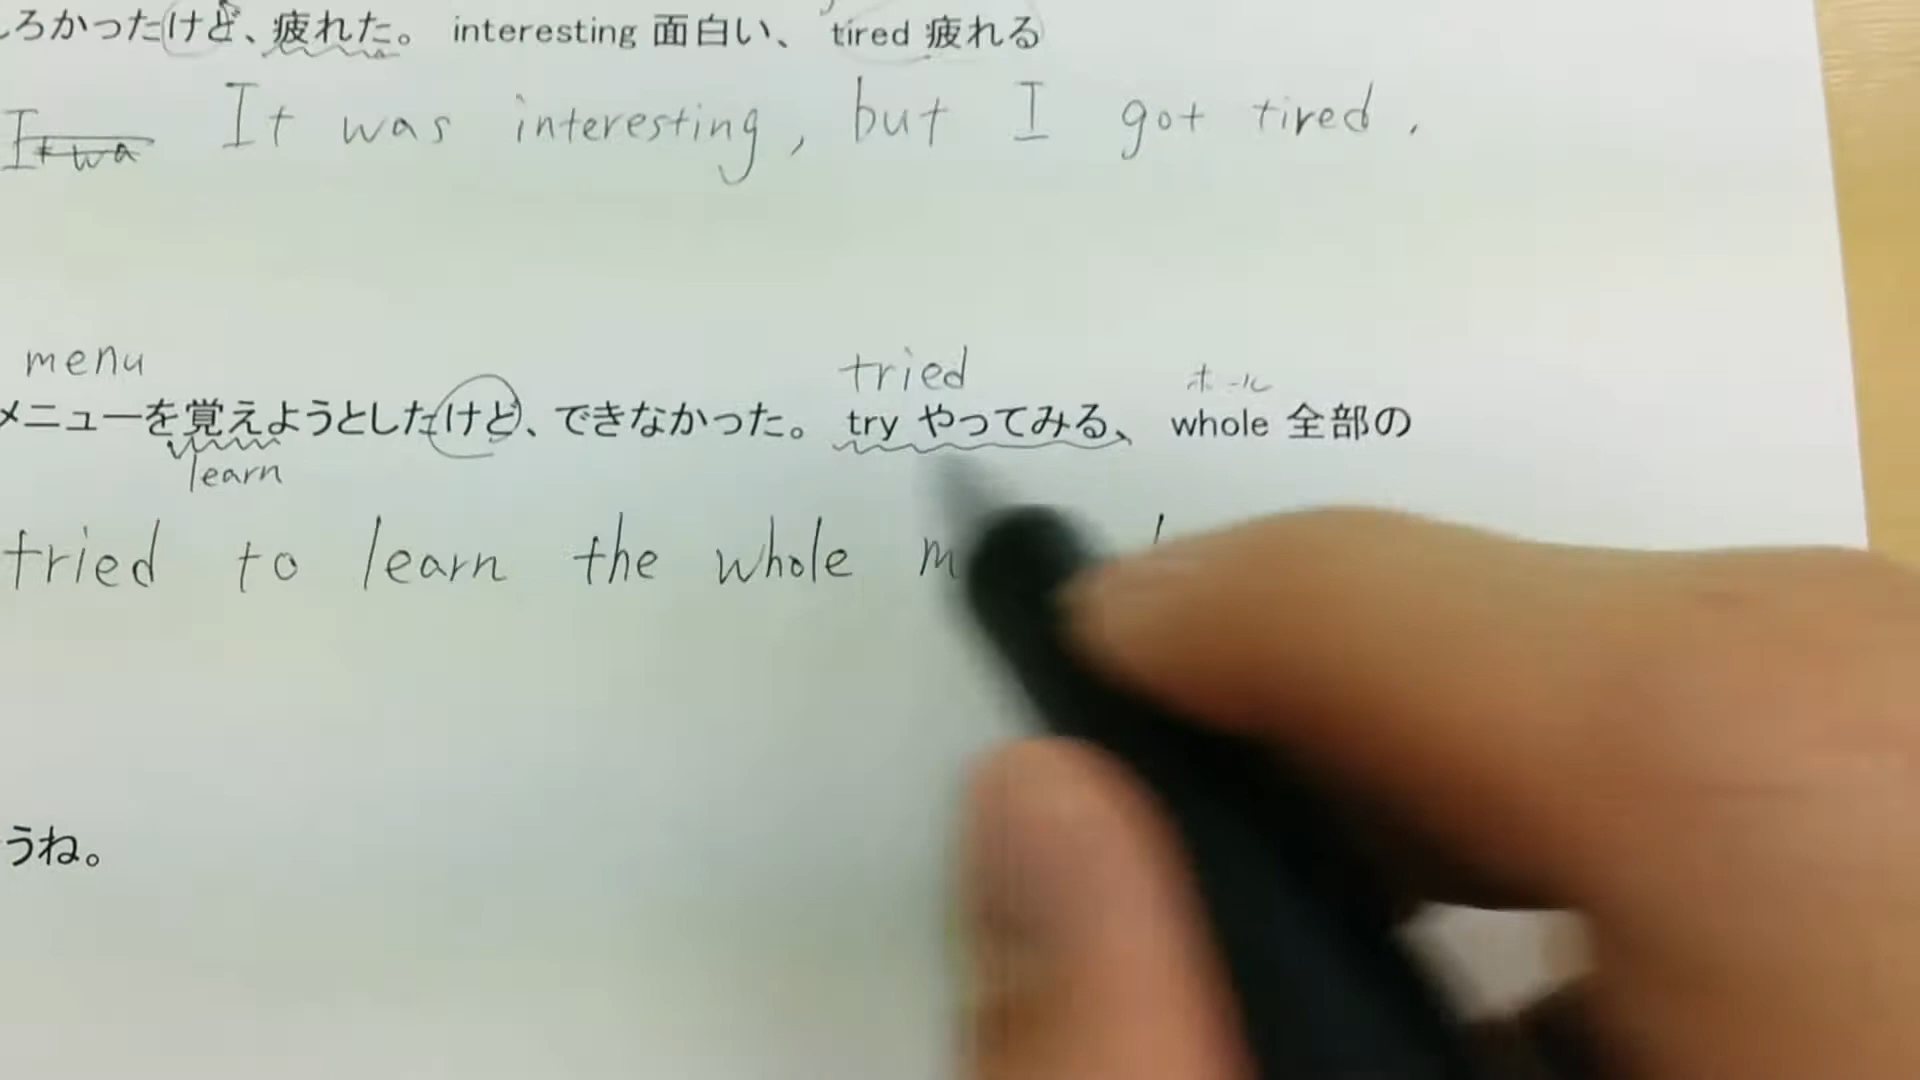 ろかったけど、疲れた。 interesting 面白い、 tired 疲れる
It wa It was interesting, but I got tired.
menu tried ホール
メニューを覚えようとしたけど、できなかった。 try やってみる、 whole 全部の
learn
tried to learn the whole
うね。